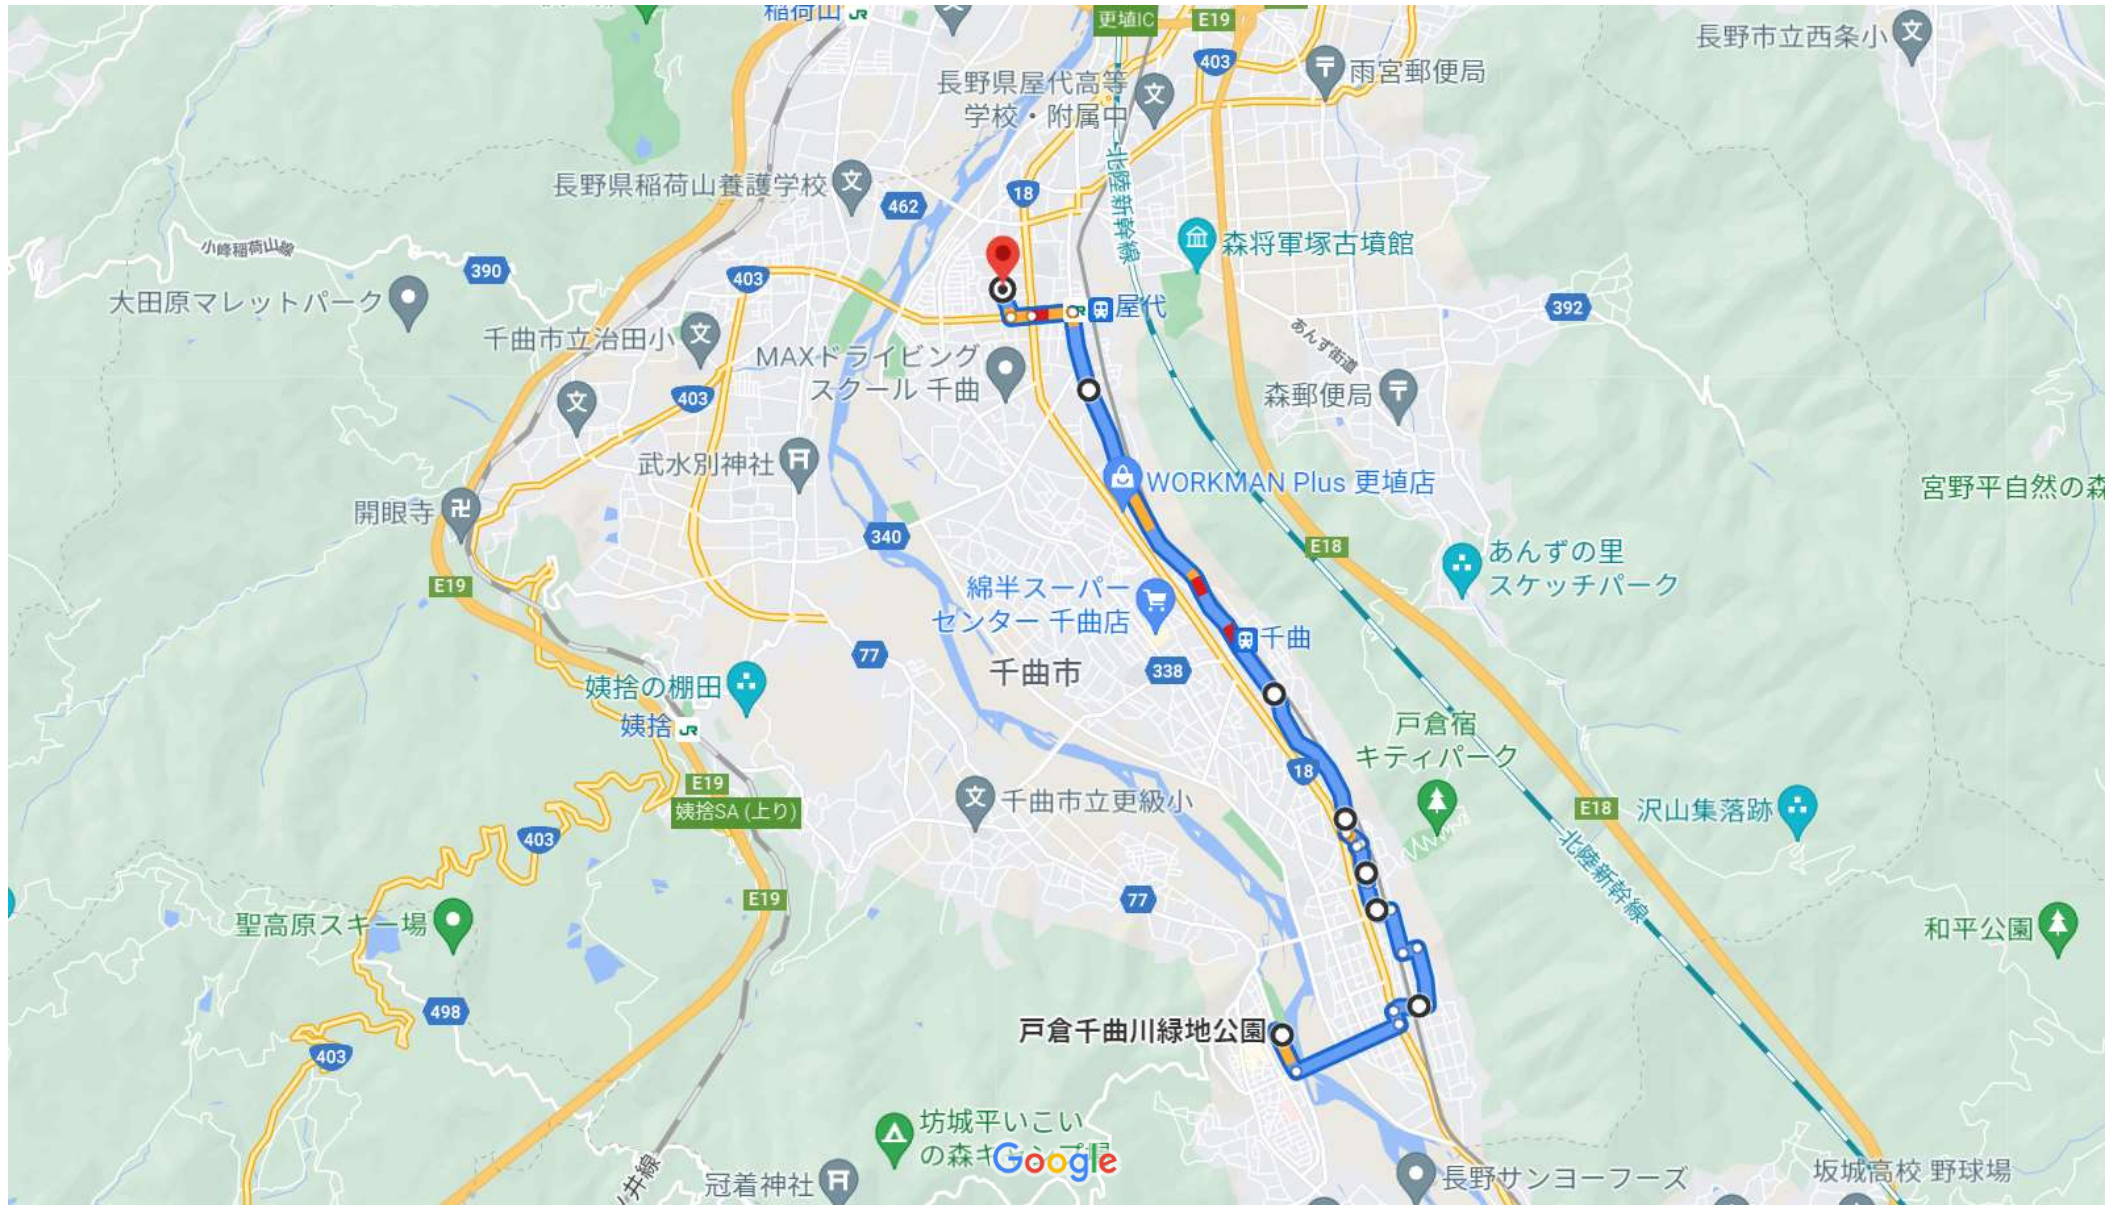 稲荷山
更埴IC
E19
403
長野市立西条小
雨宮郵便局
長野県屋代高等
学校・附属中
北陸新幹線
長野県稲荷山養護学校
462
18
小峰稲荷山線
390
403
森将軍塚古墳館
大田原マレットパーク
屋代
392
千曲市立治田小
MAXドライビング
スクール 千曲
あんず街道
403
森郵便局
武水別神社
WORKMAN Plus 更埴店
宮野平自然の森
開眼寺
340
E18
あんずの里
スケッチパーク
E19
綿半スーパー
センター 千曲店
千曲
77
千曲市
338
姨捨の棚田
姨捨
戸倉宿
キティパーク
18
E19
姨捨SA (上り)
千曲市立更級小
E18
沢山集落跡
403
北陸新幹線
E19
77
聖高原スキー場
和平公園
498
戸倉千曲川緑地公園
403
坊城平いこい
の森キャンプ場
Google
冠着神社
長野サンヨーフーズ
坂城高校 野球場